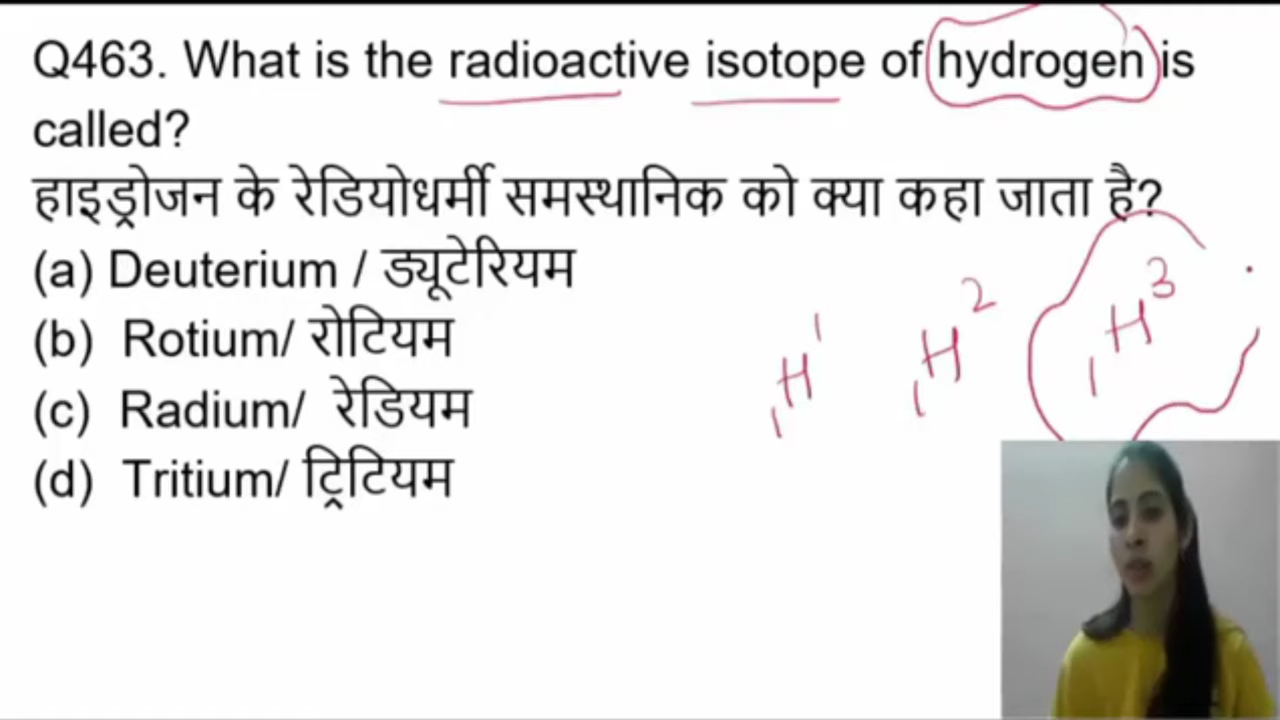 Q463. What is the radioactive isotope of hydrogen is
called?
हाइड्रोजन के रेडियोधर्मी समस्थानिक को क्या कहा जाता है?
(a) Deuterium / ड्यूटेरियम
(b) Rotium/ रोटियम
(c) Radium/ रेडियम
(d) Tritium/ ट्रिटियम
₁H¹ ₁H² ₁H³